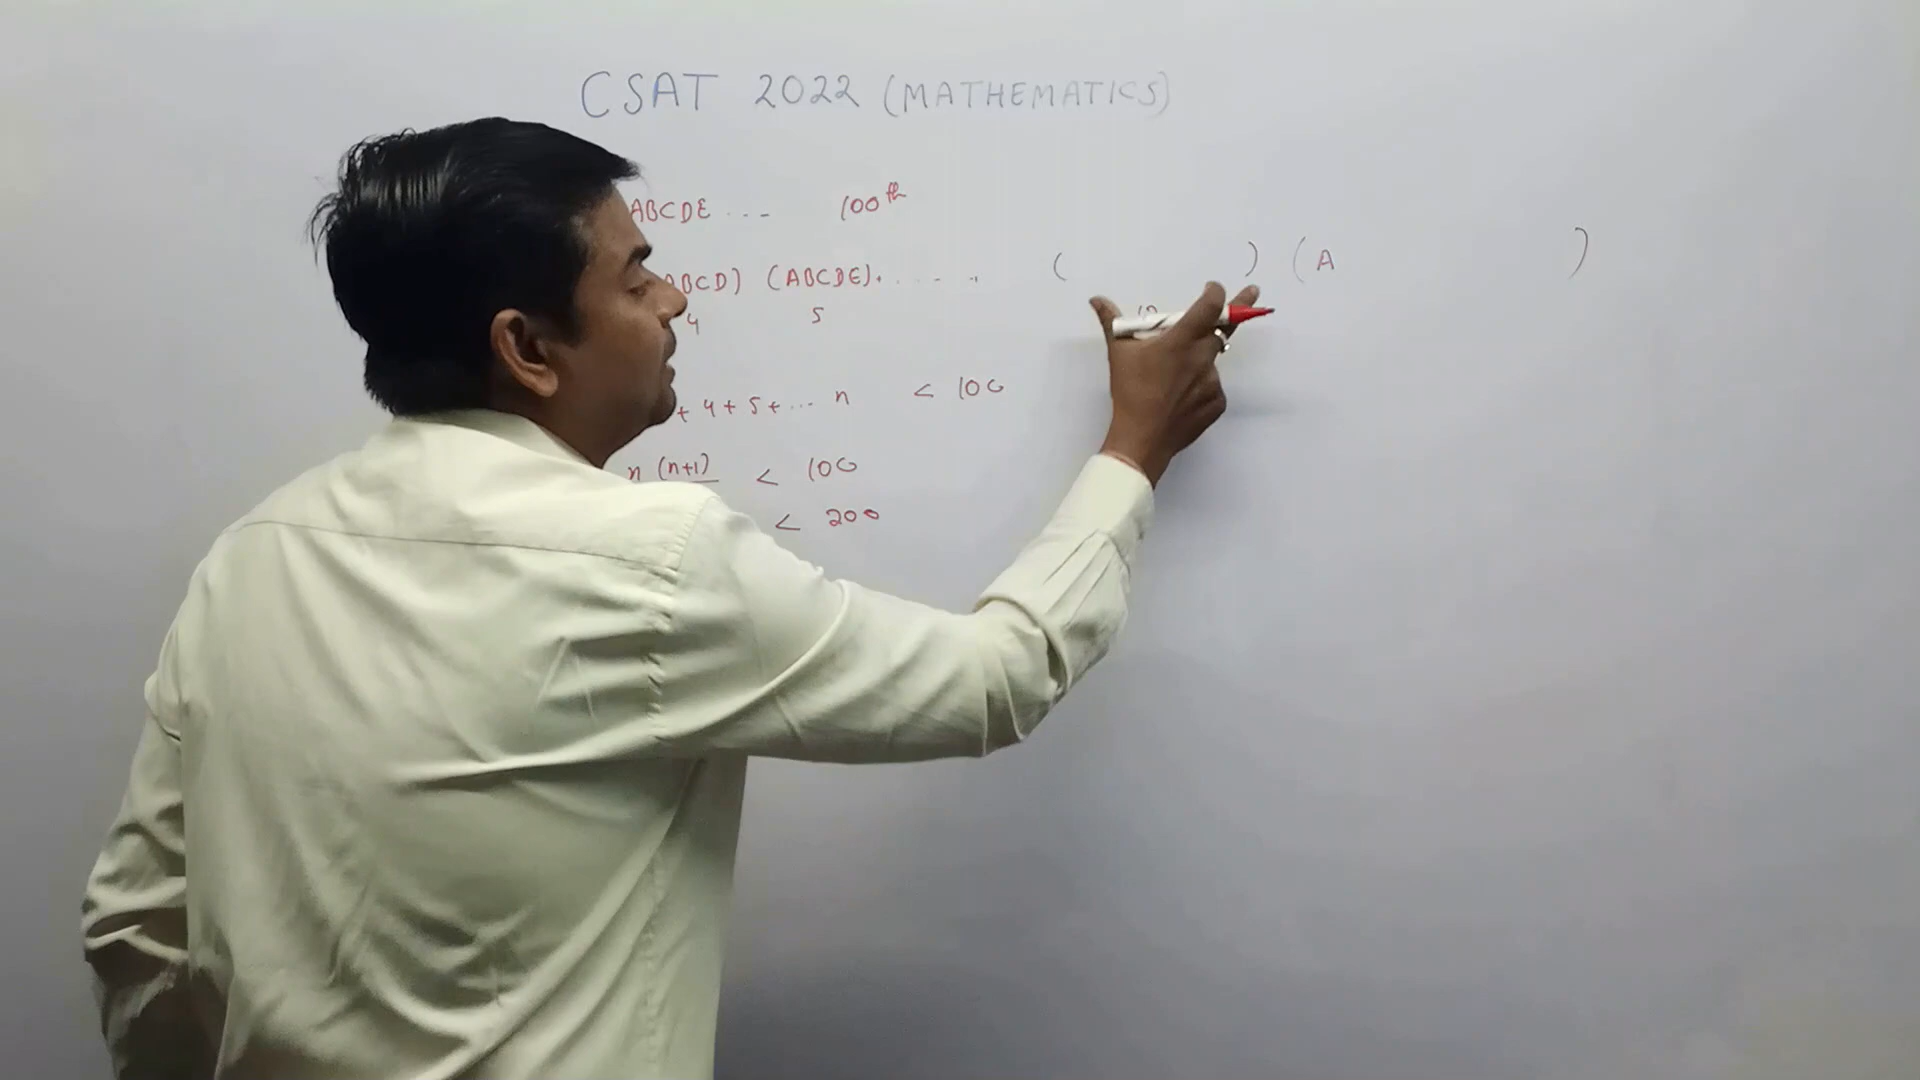 CSAT 2022 (MATHEMATICS)
ABCDE ... 100th
ABCD) (ABCDE)...... ( ) (A )
4 5
+ 4 + 5 + ... n < 100
n (n+1) < 100
< 200